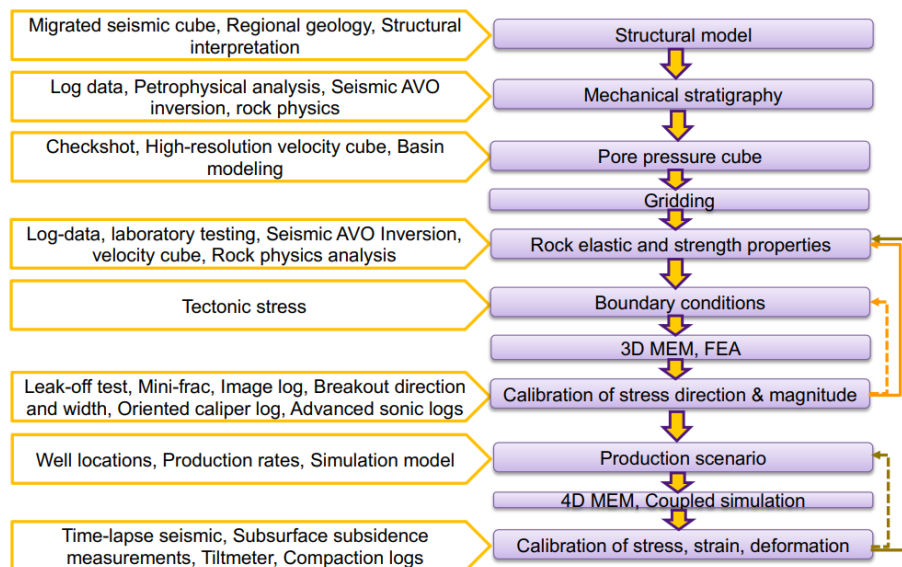 Migrated seismic cube, Regional geology, Structural
interpretation
Structural model
Log data, Petrophysical analysis, Seismic AVO
inversion, rock physics
Mechanical stratigraphy
Checkshot, High-resolution velocity cube, Basin
modeling
Pore pressure cube
Gridding
Log-data, laboratory testing, Seismic AVO Inversion,
velocity cube, Rock physics analysis
Rock elastic and strength properties
Tectonic stress
Boundary conditions
3D MEM, FEA
Leak-off test, Mini-frac, Image log, Breakout direction
and width, Oriented caliper log, Advanced sonic logs
Calibration of stress direction & magnitude
Well locations, Production rates, Simulation model
Production scenario
4D MEM, Coupled simulation
Time-lapse seismic, Subsurface subsidence
measurements, Tiltmeter, Compaction logs
Calibration of stress, strain, deformation